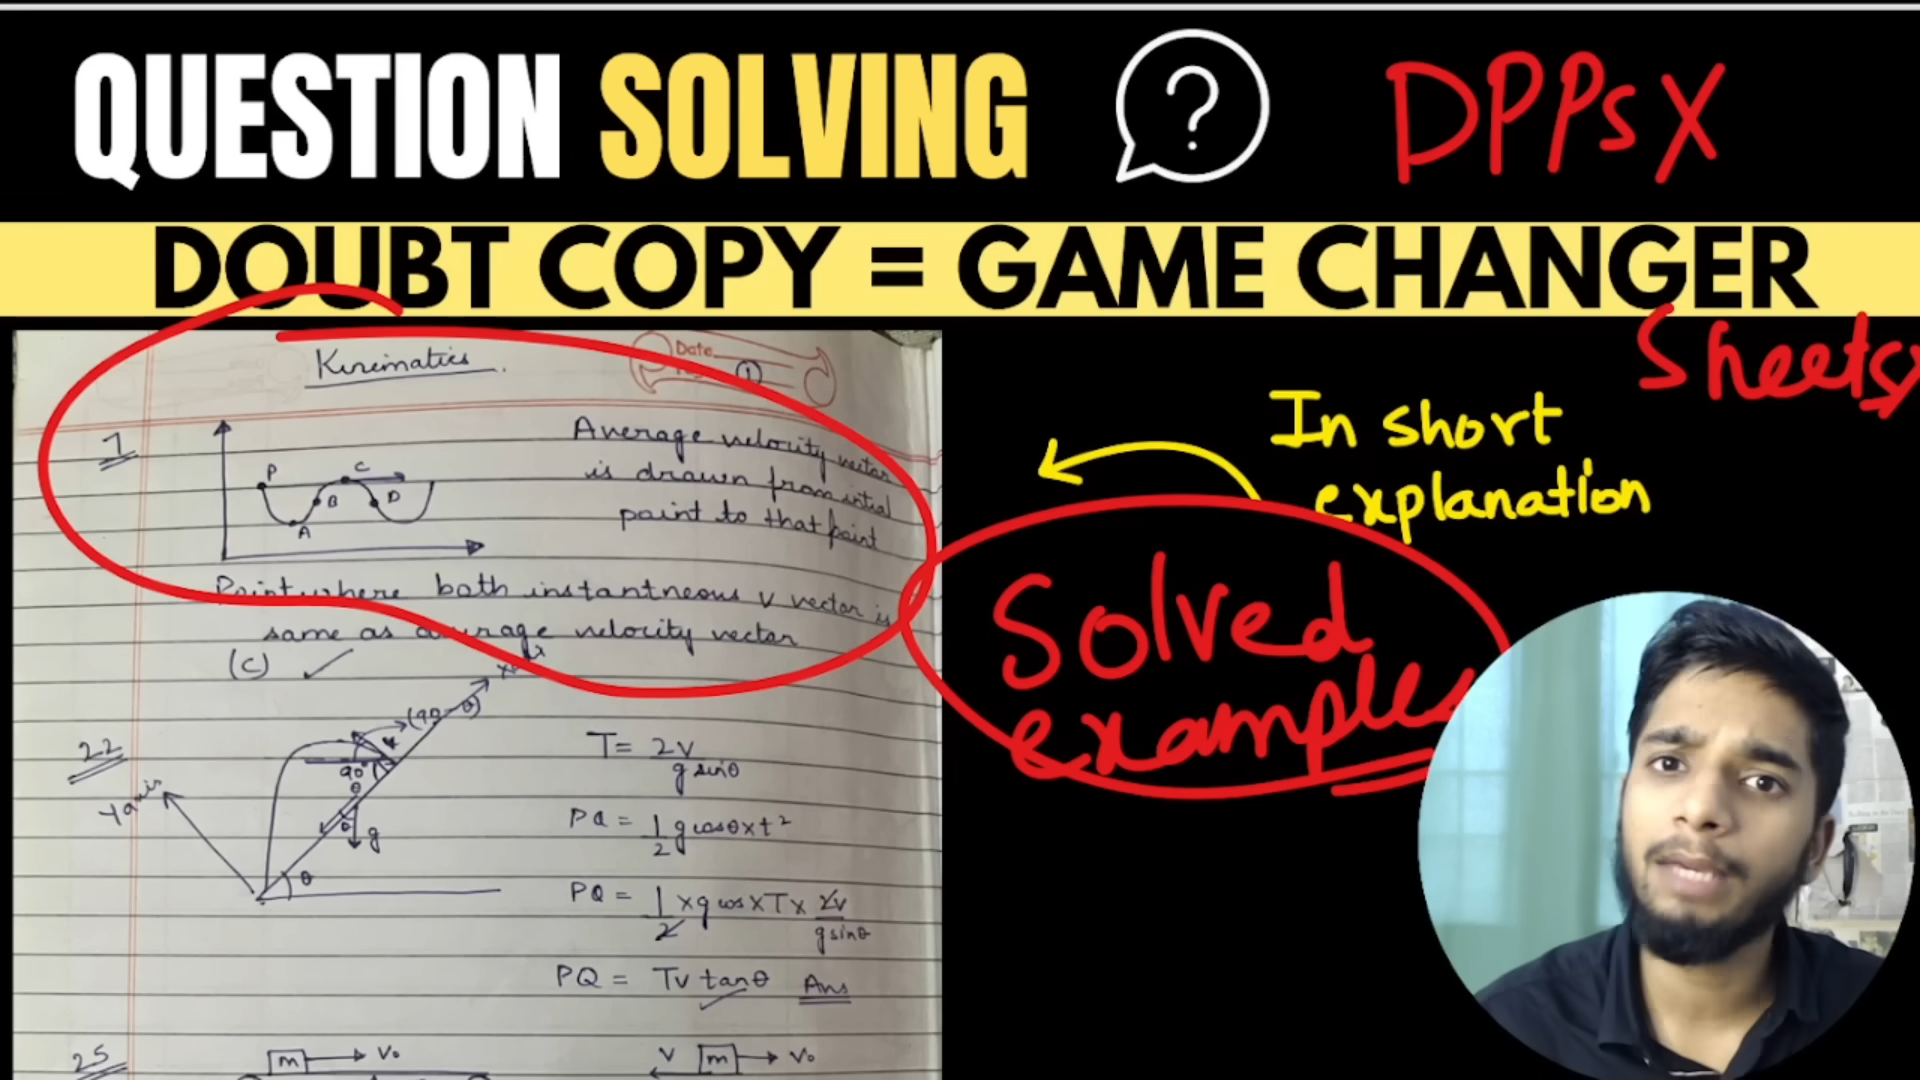 QUESTION SOLVING ? DPPs X
DOUBT COPY = GAME CHANGER
Sheets x
Kinematics
Date
1
1
P
C
B
D
A
Average velocity vector
is drawn from intial
point to that point
Point where both instantneous v vector is
same as average velocity vector
(C)
In short
explanation
Solved
examples
22
Y axis
(90-θ)
90°
θ
g
θ
T = 2v
g sinθ
PQ = 1/2 g cosθ x t²
PQ = 1/2 x g cos x T x 2v
g sinθ
PQ = Tv tanθ Ans
25
m
V₀
V
m
V₀